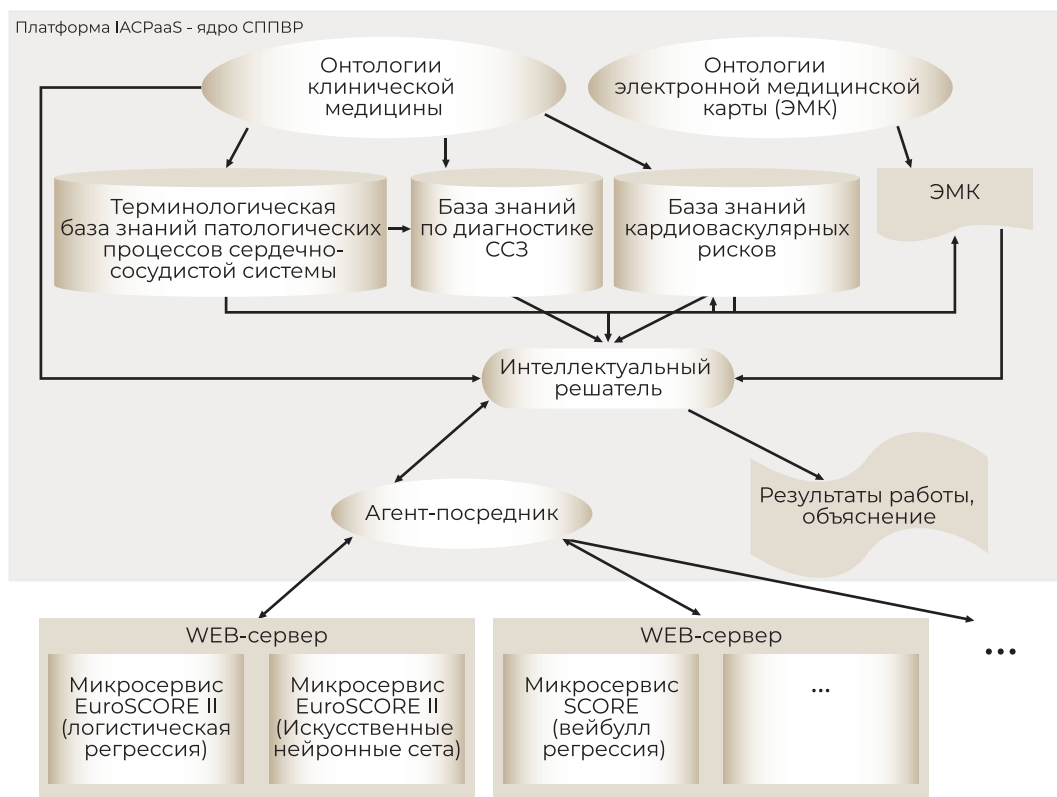 Платформа IACPaaS - ядро СППВР
Онтологии
клинической
медицины
Онтологии
электронной медицинской
карты (ЭМК)
Терминологическая
база знаний патологических
процессов сердечно-
сосудистой системы
База знаний
по диагностике
ССЗ
База знаний
кардиоваскулярных
рисков
ЭМК
Интеллектуальный
решатель
Агент-посредник
Результаты работы,
объяснение
WEB-сервер
Микросервис
EuroSCORE II
(логистическая
регрессия)
Микросервис
EuroSCORE II
(Искусственные
нейронные сета)
WEB-сервер
Микросервис
SCORE
(вейбулл
регрессия)
...
...